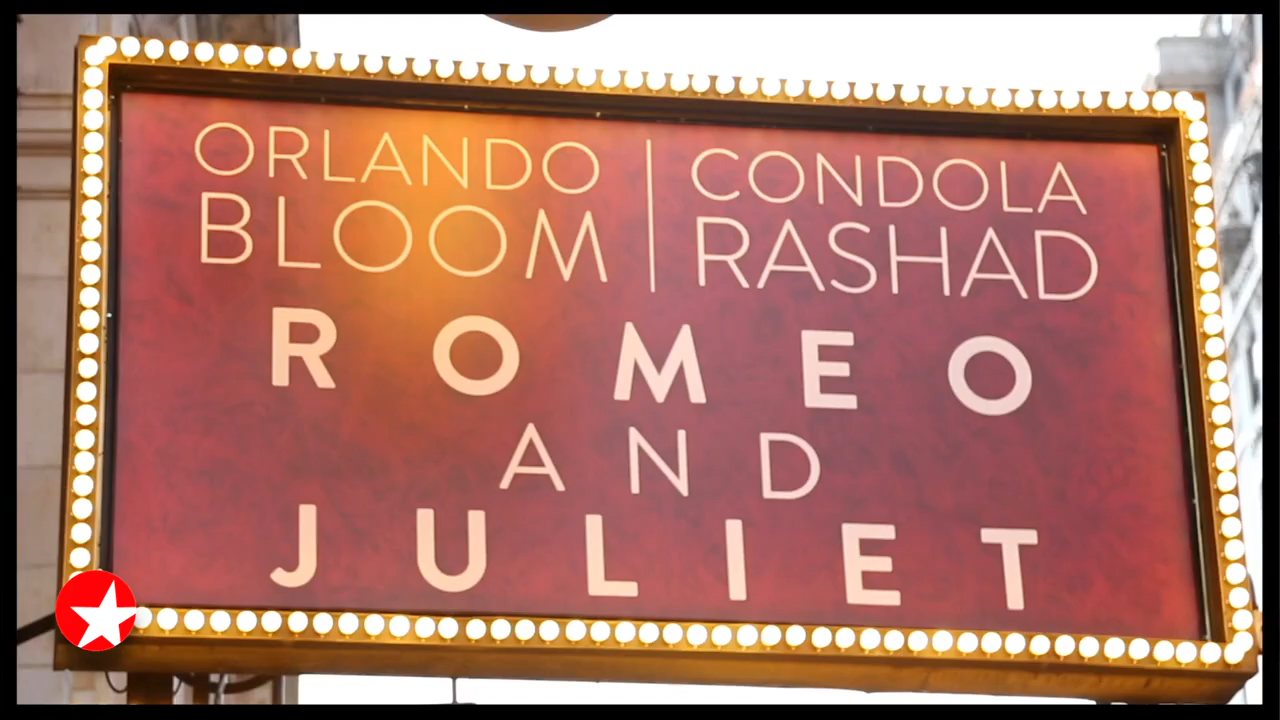 ORLANDO | CONDOLA
BLOOM | RASHAD
ROMEO
AND
JULIET